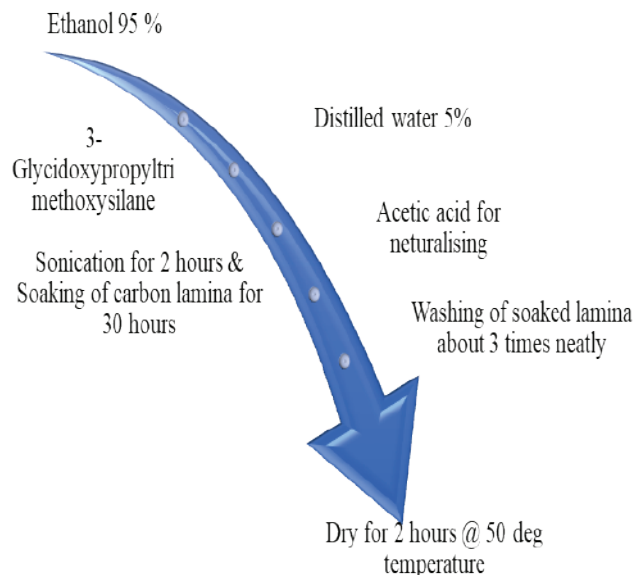 Ethanol 95 %
Distilled water 5%
3-
Glycidoxypropyltri
methoxysilane
Acetic acid for
neturalising
Sonication for 2 hours &
Soaking of carbon lamina for
30 hours
Washing of soaked lamina
about 3 times neatly
Dry for 2 hours @ 50 deg
temperature